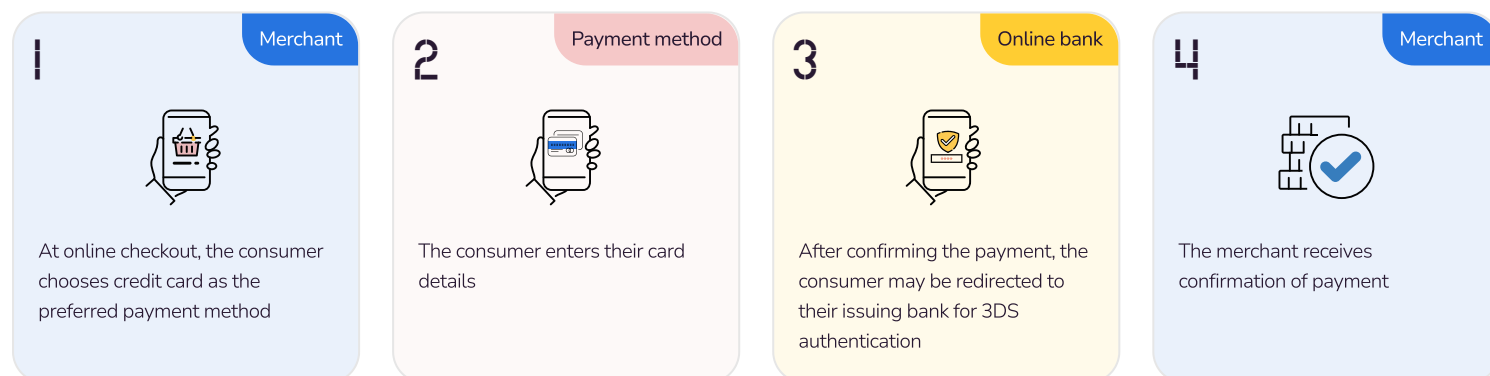 1
Merchant
At online checkout, the consumer
chooses credit card as the
preferred payment method
2
Payment method
The consumer enters their card
details
3
Online bank
After confirming the payment, the
consumer may be redirected to
their issuing bank for 3DS
authentication
4
Merchant
The merchant receives
confirmation of payment